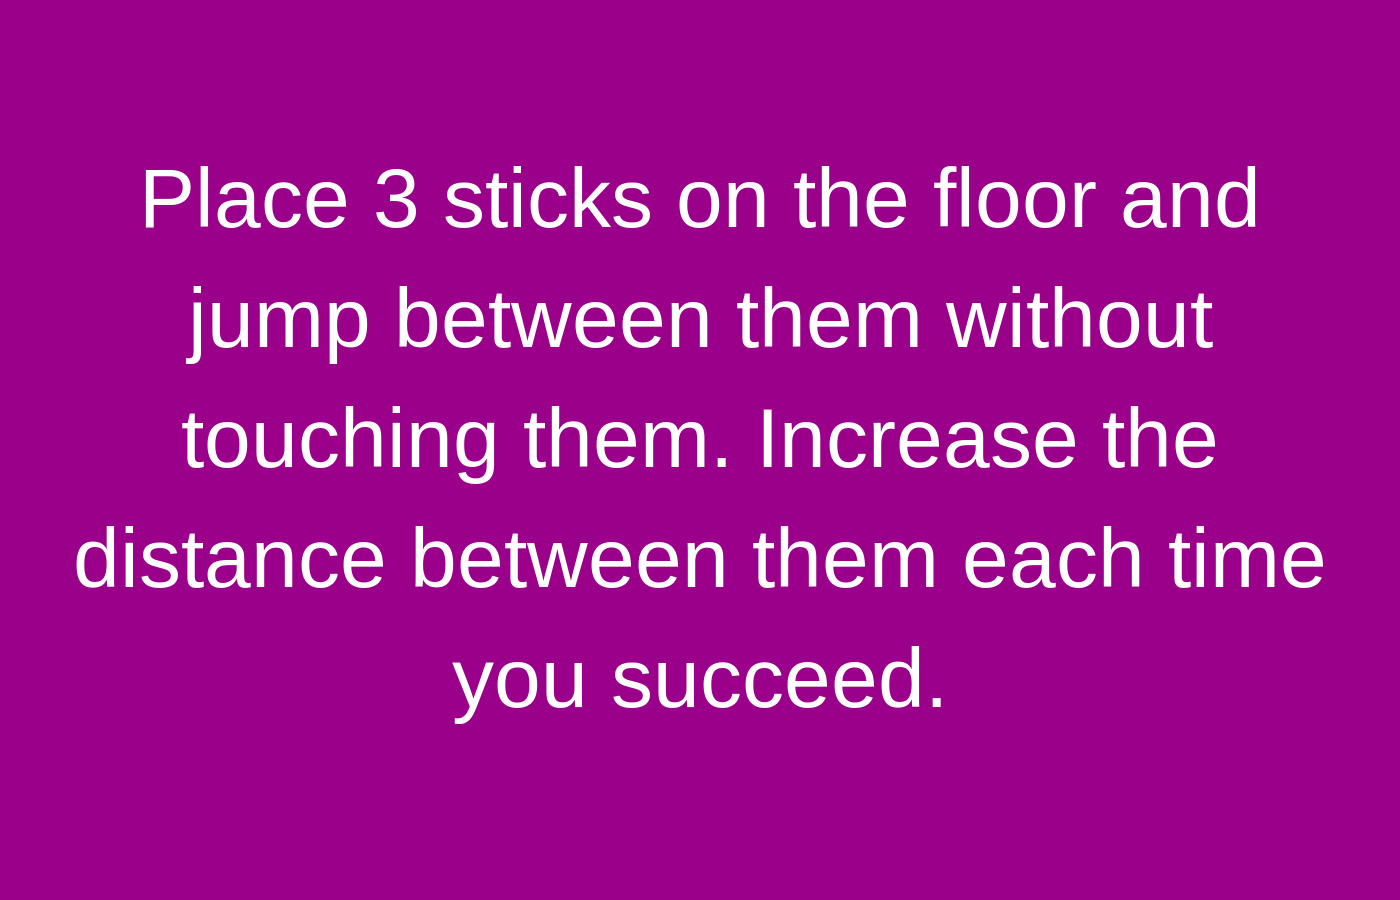 Place 3 sticks on the floor and
jump between them without
touching them. Increase the
distance between them each time
you succeed.